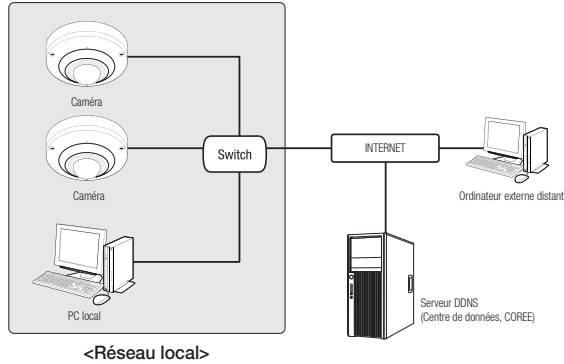 Caméra
Caméra
Switch
INTERNET
Ordinateur externe distant
PC local
Serveur DDNS
(Centre de données, COREE)
<Réseau local>